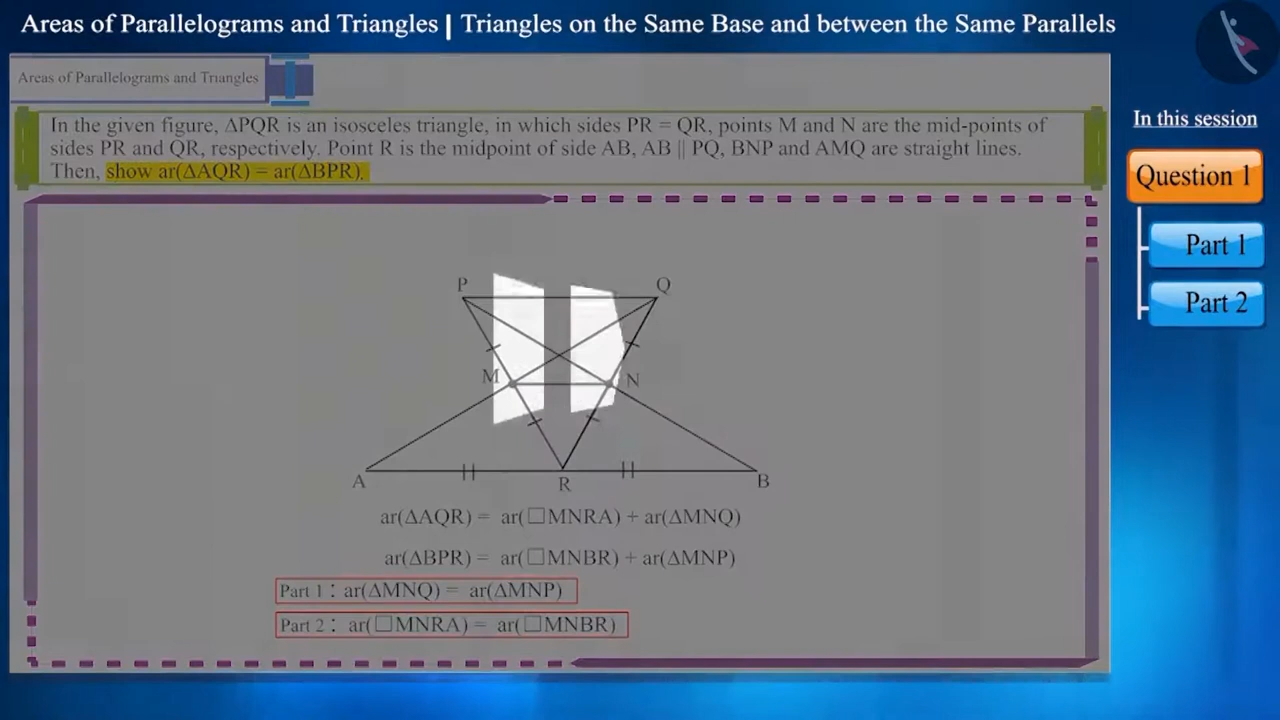 Areas of Parallelograms and Triangles | Triangles on the Same Base and between the Same Parallels
Areas of Parallelograms and Triangles
In this session
Question 1
Part 1
Part 2
In the given figure, ΔPQR is an isosceles triangle, in which sides PR = QR, points M and N are the mid-points of
sides PR and QR, respectively. Point R is the midpoint of side AB, AB || PQ, BNP and AMQ are straight lines.
Then, show ar(ΔAQR) = ar(ΔBPR).
P
Q
M
N
A
R
B
ar(ΔAQR) = ar(□MNRA) + ar(ΔMNQ)
ar(ΔBPR) = ar(□MNBR) + ar(ΔMNP)
Part 1 : ar(ΔMNQ) = ar(ΔMNP)
Part 2 : ar(□MNRA) = ar(□MNBR)